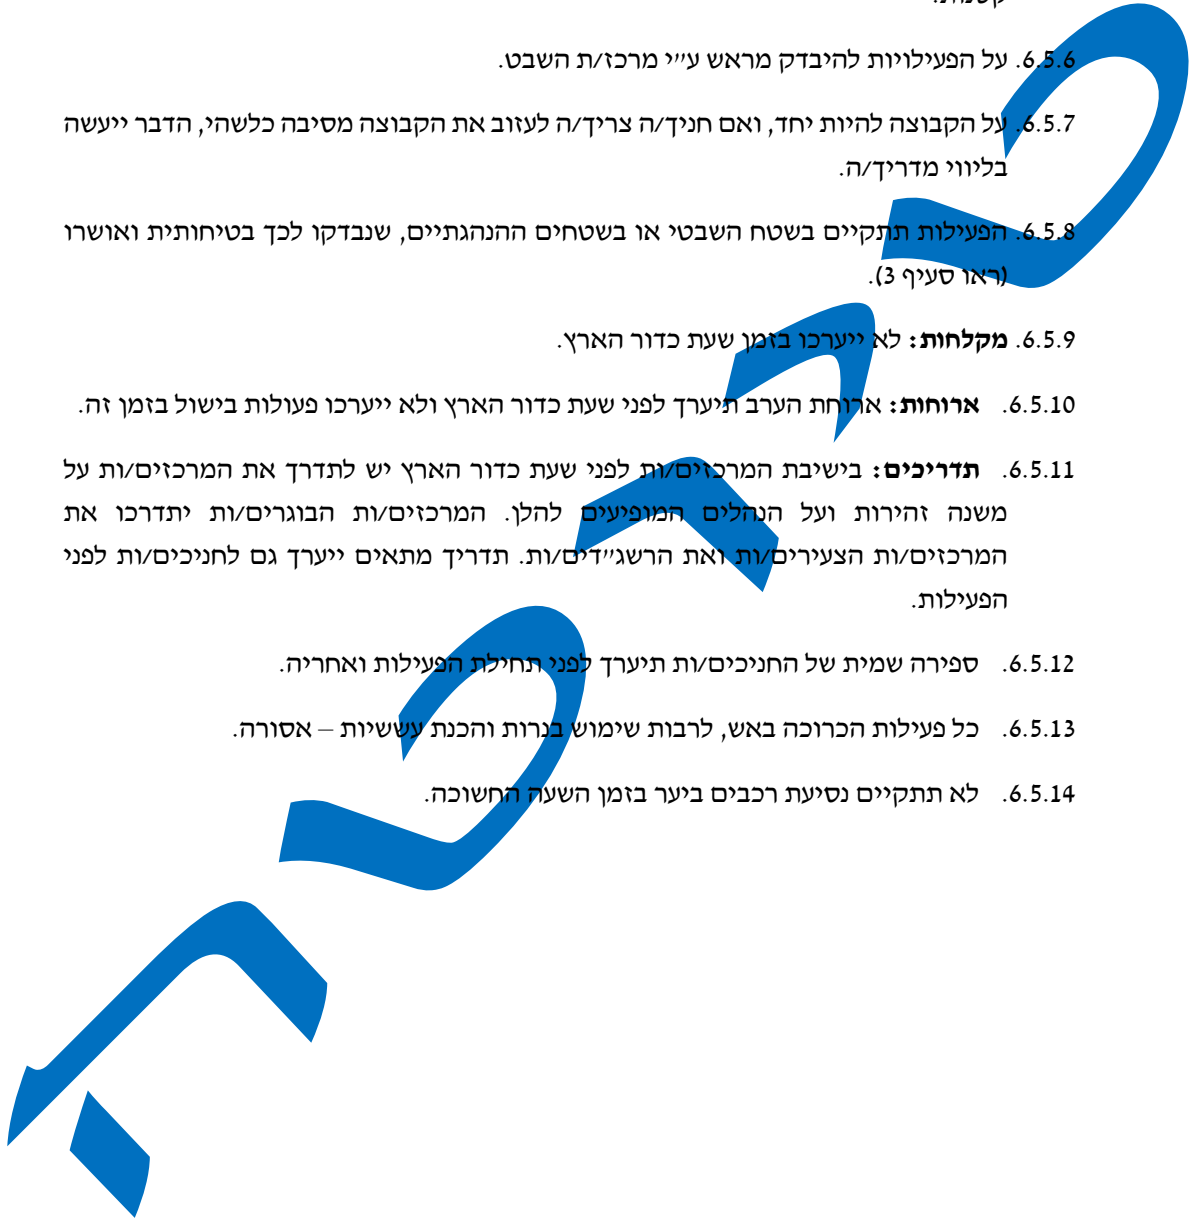 6.5.6. על הפעילויות להיבדק מראש ע״י מרכז/ת השבט.
6.5.7. על הקבוצה להיות יחד, ואם חניך/ה צריך/ה לעזוב את הקבוצה מסיבה כלשהי, הדבר ייעשה
בליווי מדריך/ה.
6.5.8. הפעילות תתקיים בשטח השבטי או בשטחים ההנהגתיים, שנבדקו לכך בטיחותית ואושרו
(ראו סעיף 3).
6.5.9. מקלחות: לא ייערכו בזמן שעת כדור הארץ.
6.5.10. ארוחות: ארוחת הערב תיערך לפני שעת כדור הארץ ולא ייערכו פעולות בישול בזמן זה.
6.5.11. תדריכים: בישיבת המרכזים/ות לפני שעת כדור הארץ יש לתדרך את המרכזים/ות על
משנה זהירות ועל הנהלים המופיעים להלן. המרכזים/ות הבוגרים/ות יתדרכו את
המרכזים/ות הצעירים/ות ואת הרשג״דים/ות. תדריך מתאים ייערך גם לחניכים/ות לפני
הפעילות.
6.5.12. ספירה שמית של החניכים/ות תיערך לפני תחילת הפעילות ואחריה.
6.5.13. כל פעילות הכרוכה באש, לרבות שימוש בנרות והכנת עששיות – אסורה.
6.5.14. לא תתקיים נסיעת רכבים ביער בזמן השעה החשוכה.